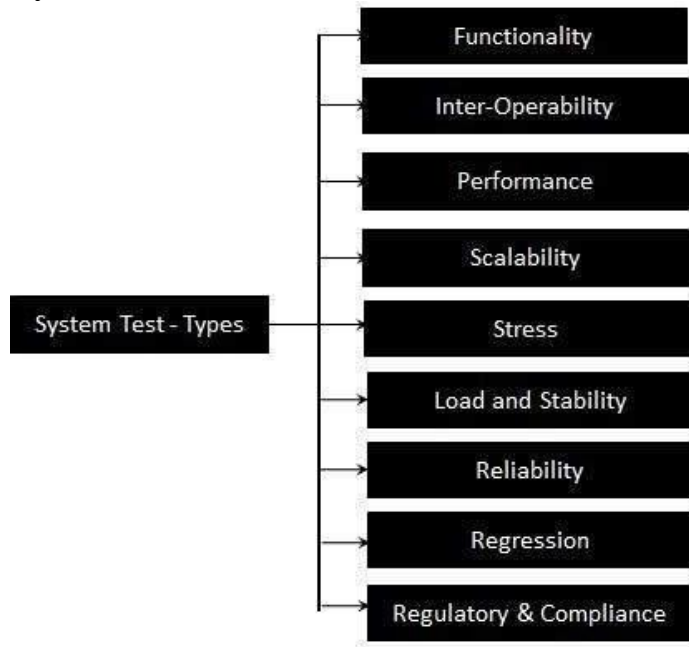 Functionality
Inter-Operability
Performance
Scalability
System Test - Types
Stress
Load and Stability
Reliability
Regression
Regulatory & Compliance